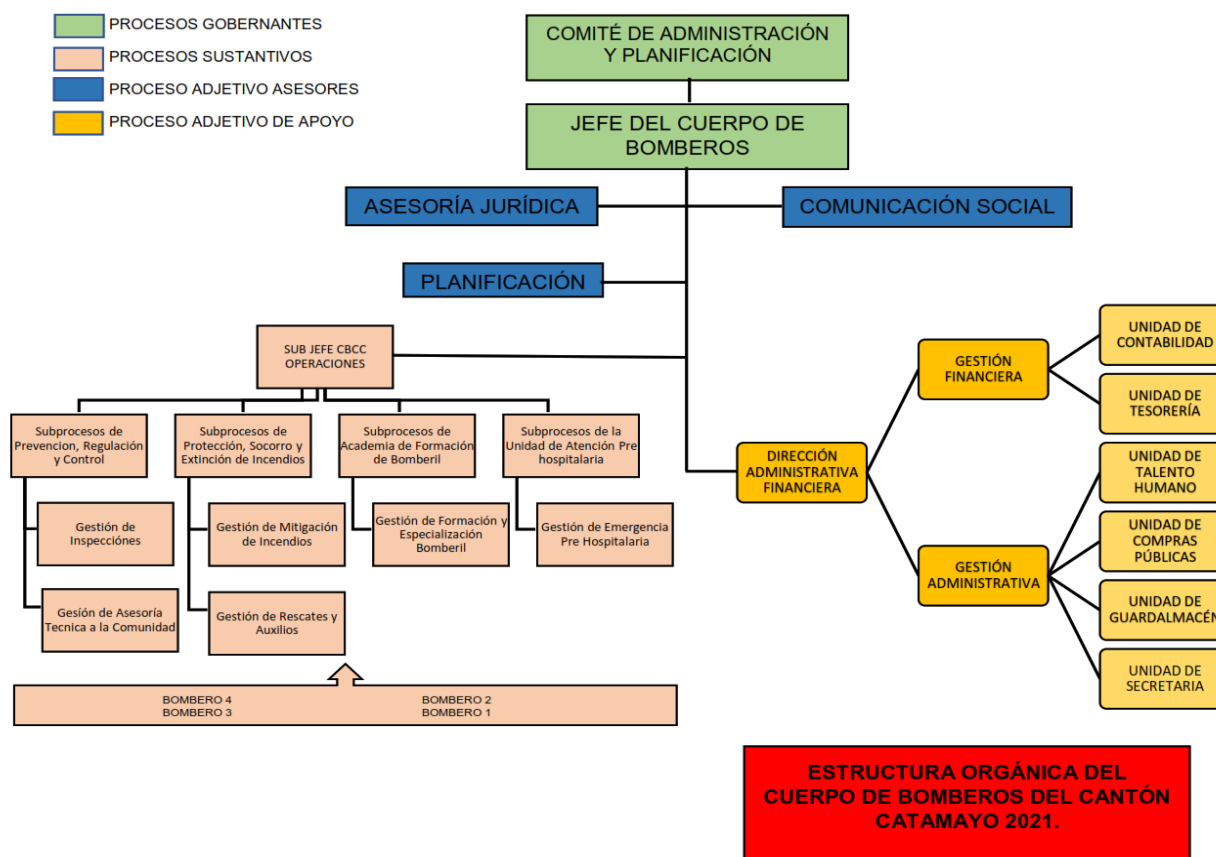 PROCESOS GOBERNANTES
PROCESOS SUSTANTIVOS
PROCESO ADJETIVO ASESORES
PROCESO ADJETIVO DE APOYO
COMITÉ DE ADMINISTRACIÓN
Y PLANIFICACIÓN
JEFE DEL CUERPO DE
BOMBEROS
ASESORÍA JURÍDICA
COMUNICACIÓN SOCIAL
PLANIFICACIÓN
SUB JEFE CBCC
OPERACIONES
Subprocesos de
Prevencion, Regulación
y Control
Subprocesos de
Protección, Socorro y
Extinción de Incendios
Subprocesos de
Academia de Formación
de Bomberil
Subprocesos de la
Unidad de Atención Pre
hospitalaria
Gestión de
Inspecciónes
Gestión de Mitigación
de Incendios
Gestión de Formación y
Especialización
Bomberil
Gestión de Emergencia
Pre Hospitalaria
Gesión de Asesoría
Tecnica a la Comunidad
Gestión de Rescates y
Auxilios
BOMBERO 4
BOMBERO 3
BOMBERO 2
BOMBERO 1
DIRECCIÓN
ADMINISTRATIVA
FINANCIERA
GESTIÓN
FINANCIERA
UNIDAD DE
CONTABILIDAD
UNIDAD DE
TESORERÍA
GESTIÓN
ADMINISTRATIVA
UNIDAD DE
TALENTO
HUMANO
UNIDAD DE
COMPRAS
PÚBLICAS
UNIDAD DE
GUARDALMACÉN
UNIDAD DE
SECRETARIA
ESTRUCTURA ORGÁNICA DEL
CUERPO DE BOMBEROS DEL CANTÓN
CATAMAYO 2021.